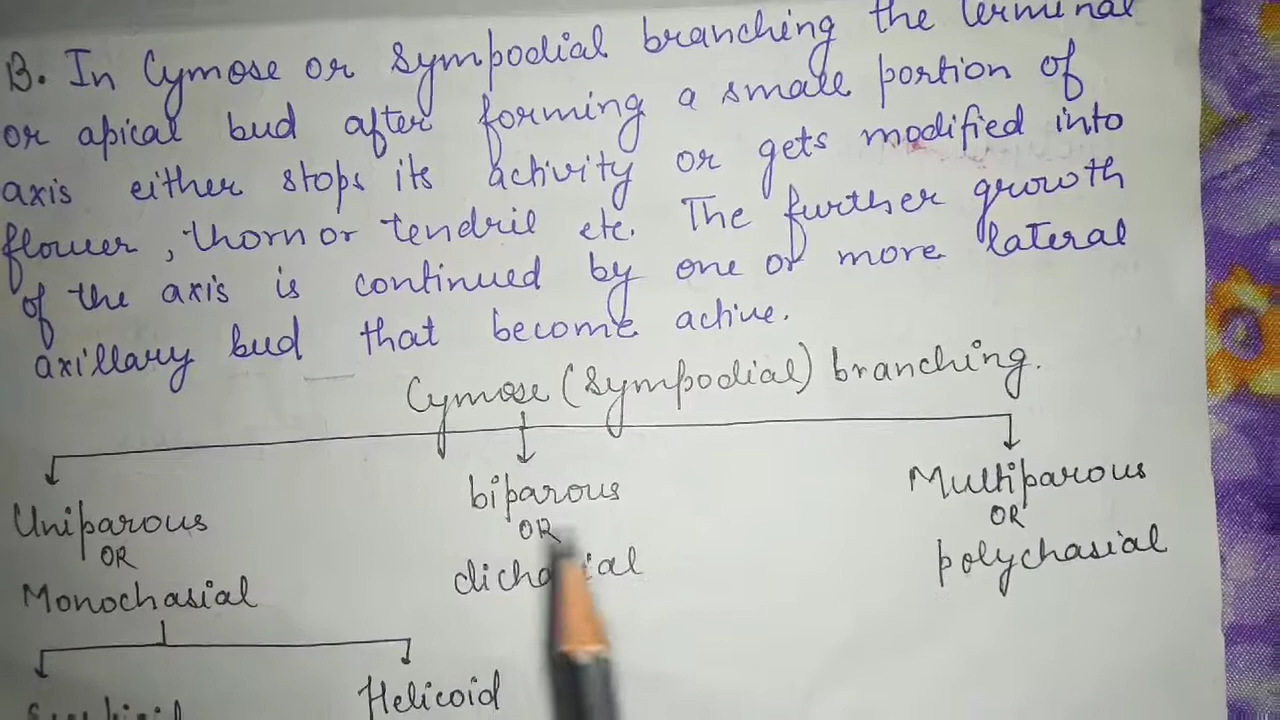 B. In Cymose or Sympodial branching the terminal
or apical bud after forming a small portion of
axis either stops its activity or gets modified into
flower, thorn or tendril etc. The further growth
of the axis is continued by one or more lateral
axillary bud that become active.
Cymose (Sympodial) branching.
Uniparous
OR
Monochasial
biparous
OR
Multiparous
OR
polychasial
Helicoid